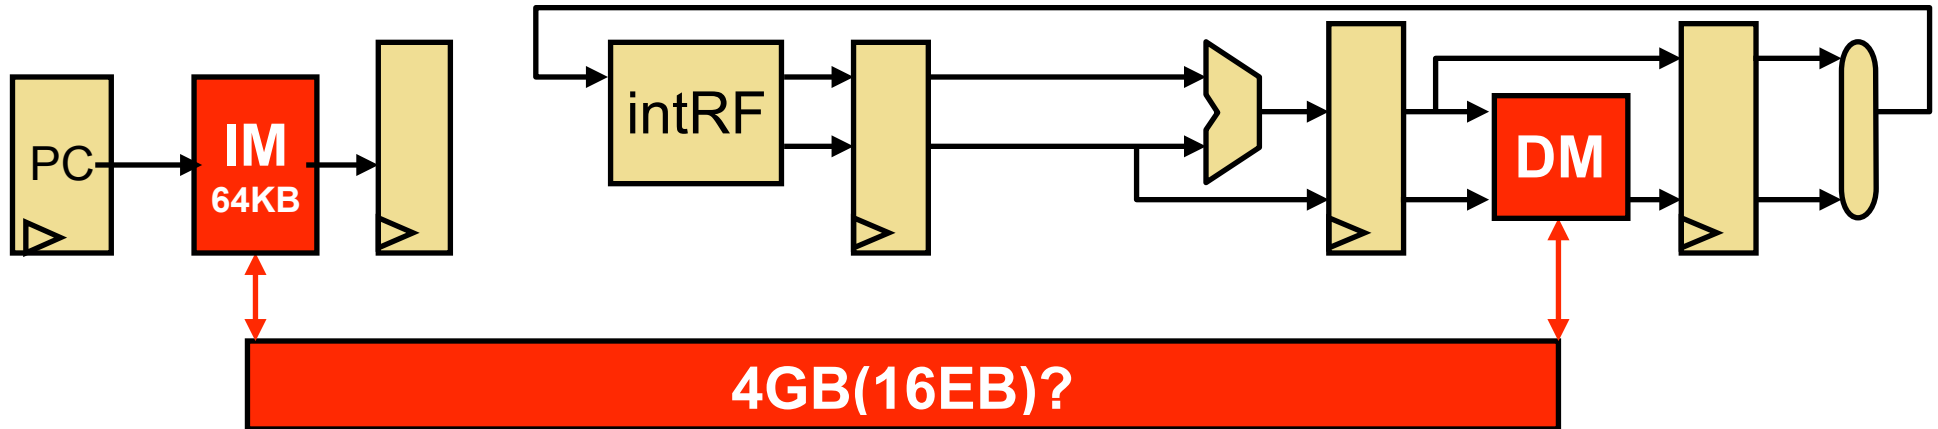 PC
IM
64KB
intRF
DM
4GB(16EB)?